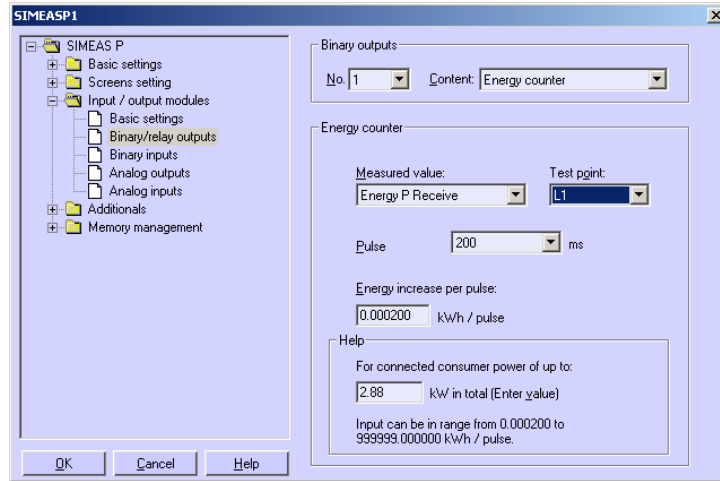 SIMEASP1
SIMEAS P
Basic settings
Screens setting
Input / output modules
Basic settings
Binary/relay outputs
Binary inputs
Analog outputs
Analog inputs
Additionals
Memory management
OK Cancel Help
Binary outputs
No. 1 Content: Energy counter
Energy counter
Measured value: Test point:
Energy P Receive L1
Pulse 200 ms
Energy increase per pulse:
0.000200 kWh / pulse
Help
For connected consumer power of up to:
2.88 kW in total (Enter value)
Input can be in range from 0.000200 to
999999.000000 kWh / pulse.